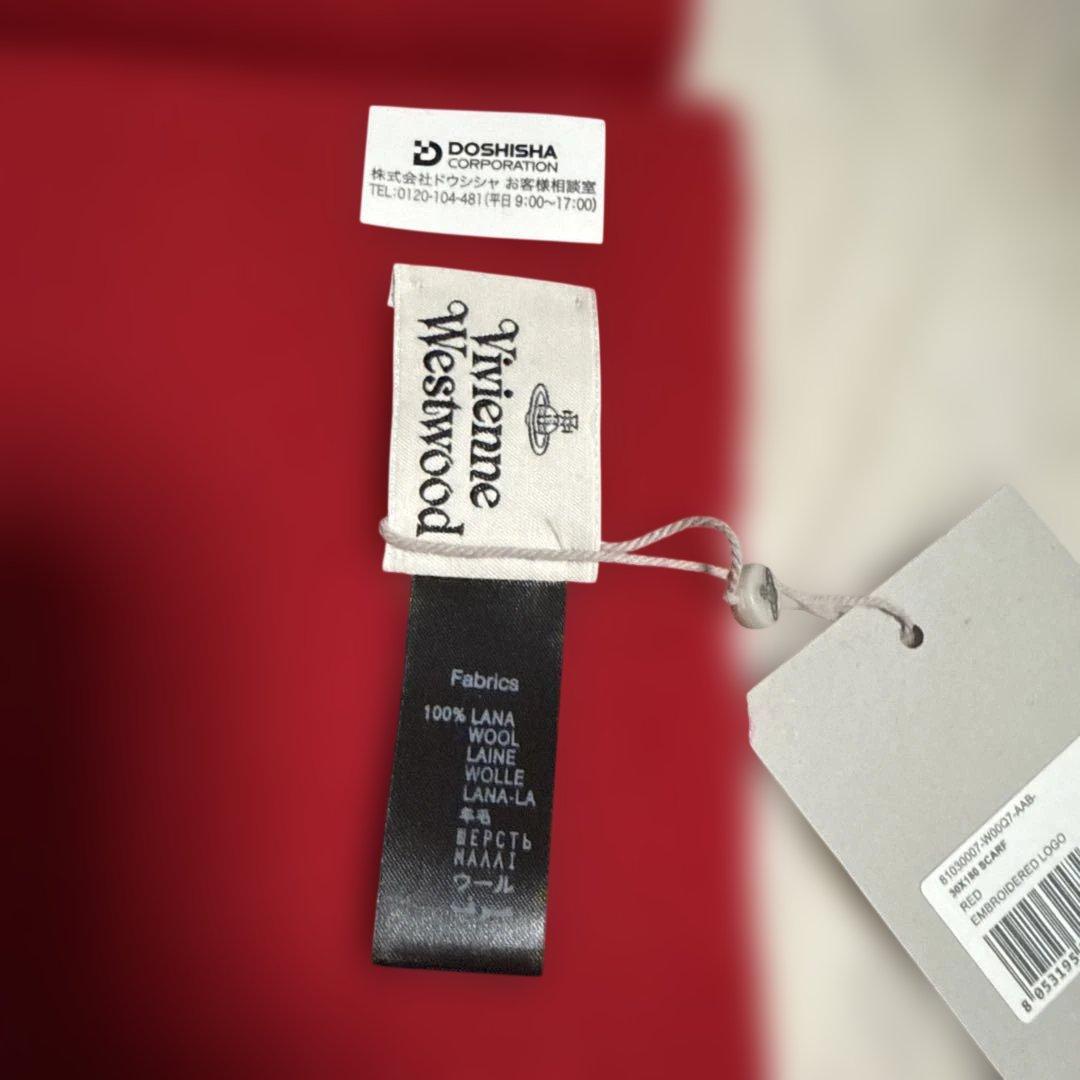 DOSHISHA
CORPORATION
株式会社ドウシシャ お客様相談室
TEL:0120-104-481(平日 9:00～17:00)
Vivienne
Westwood
Fabrics
100% LANA
WOOL
LAINE
WOLLE
LANA-LA
羊毛
ШЕРСТЬ
ΜΑΛΛΙ
ウール
81030007-W00Q7-AAB-
30X180 SCARF
RED
EMBROIDERED LOGO
8 053195